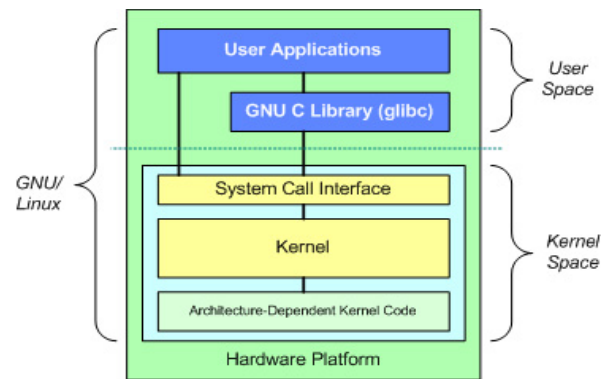 User Applications
User
Space
GNU C Library (glibc)
GNU/
Linux
System Call Interface
Kernel
Kernel
Space
Architecture-Dependent Kernel Code
Hardware Platform